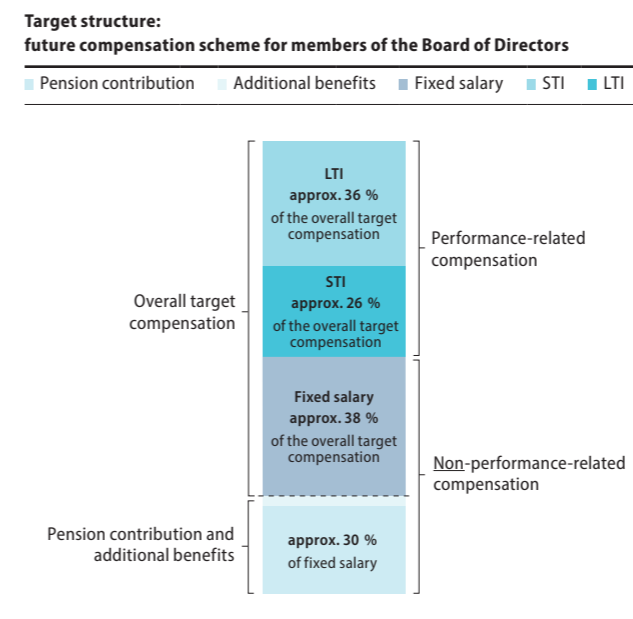 Target structure:
future compensation scheme for members of the Board of Directors
Pension contribution Additional benefits Fixed salary STI LTI
LTI
approx. 36 %
of the overall target
compensation
Performance-related
compensation
STI
approx. 26 %
of the overall target
compensation
Overall target
compensation
Fixed salary
approx. 38 %
of the overall target
compensation
Non-performance-related
compensation
Pension contribution and
additional benefits
approx. 30 %
of fixed salary